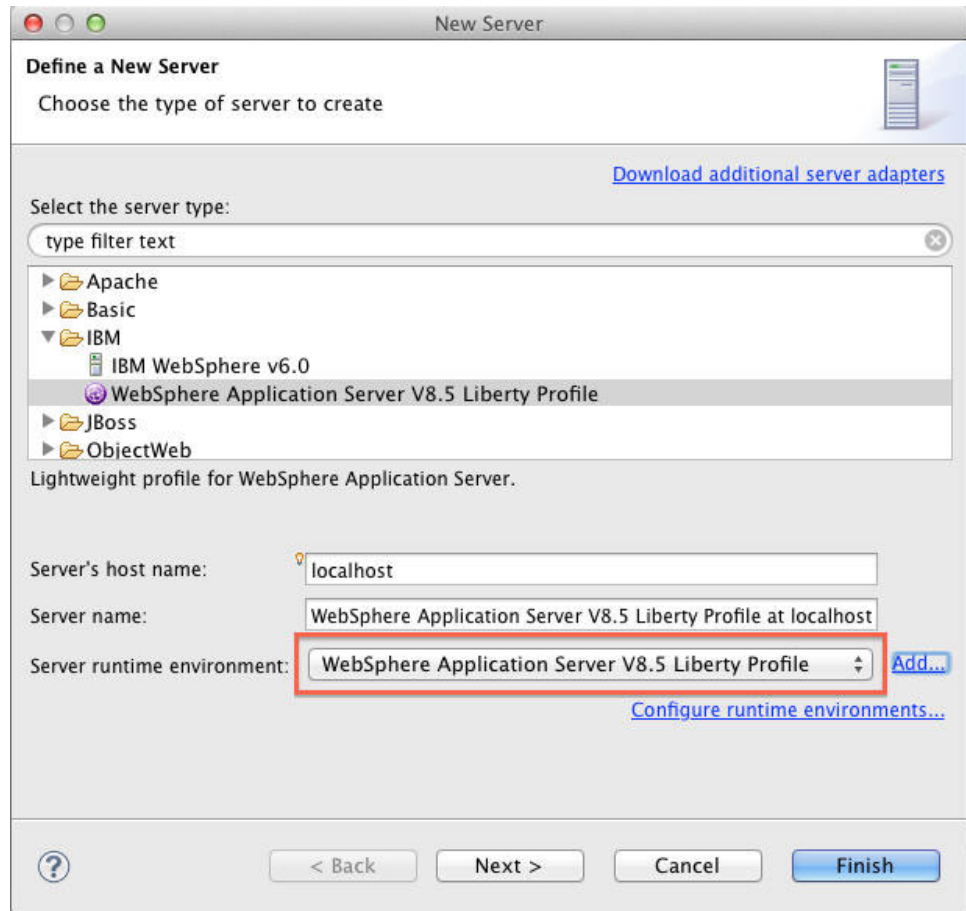 New Server
Define a New Server
Choose the type of server to create
Download additional server adapters
Select the server type:
type filter text
Apache
Basic
IBM
IBM WebSphere v6.0
WebSphere Application Server V8.5 Liberty Profile
JBoss
ObjectWeb
Lightweight profile for WebSphere Application Server.
Server's host name: localhost
Server name: WebSphere Application Server V8.5 Liberty Profile at localhost
Server runtime environment: WebSphere Application Server V8.5 Liberty Profile Add...
Configure runtime environments...
? < Back Next > Cancel Finish